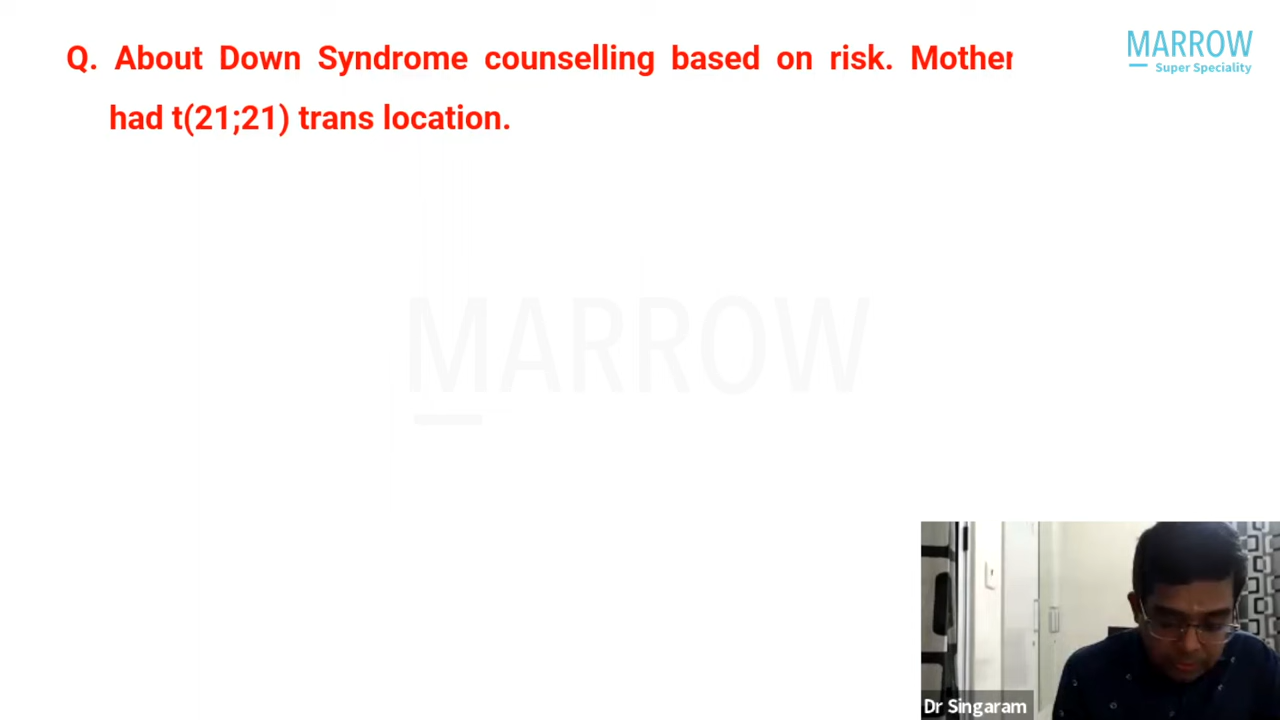 Q. About Down Syndrome counselling based on risk. Mother
had t(21;21) trans location.
MARROW
Super Speciality
MARROW
Dr Singaram